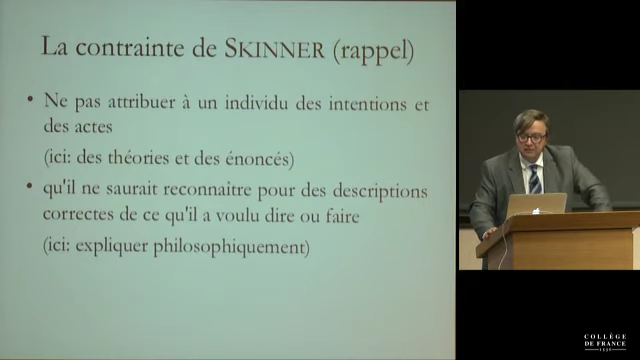 La contrainte de SKINNER (rappel)
• Ne pas attribuer à un individu des intentions et
des actes
(ici: des théories et des énoncés)
• qu'il ne saurait reconnaître pour des descriptions
correctes de ce qu'il a voulu dire ou faire
(ici: expliquer philosophiquement)
COLLÈGE
DE FRANCE
1530